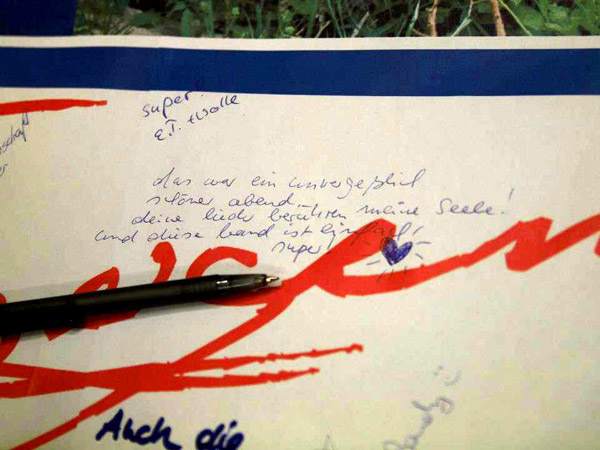 super.
E.T. + Wolle
das war ein unvergeßlich
schöner abend...
deine lieder berühren meine Seele!
und diese band ist einfach
super!
Auch die